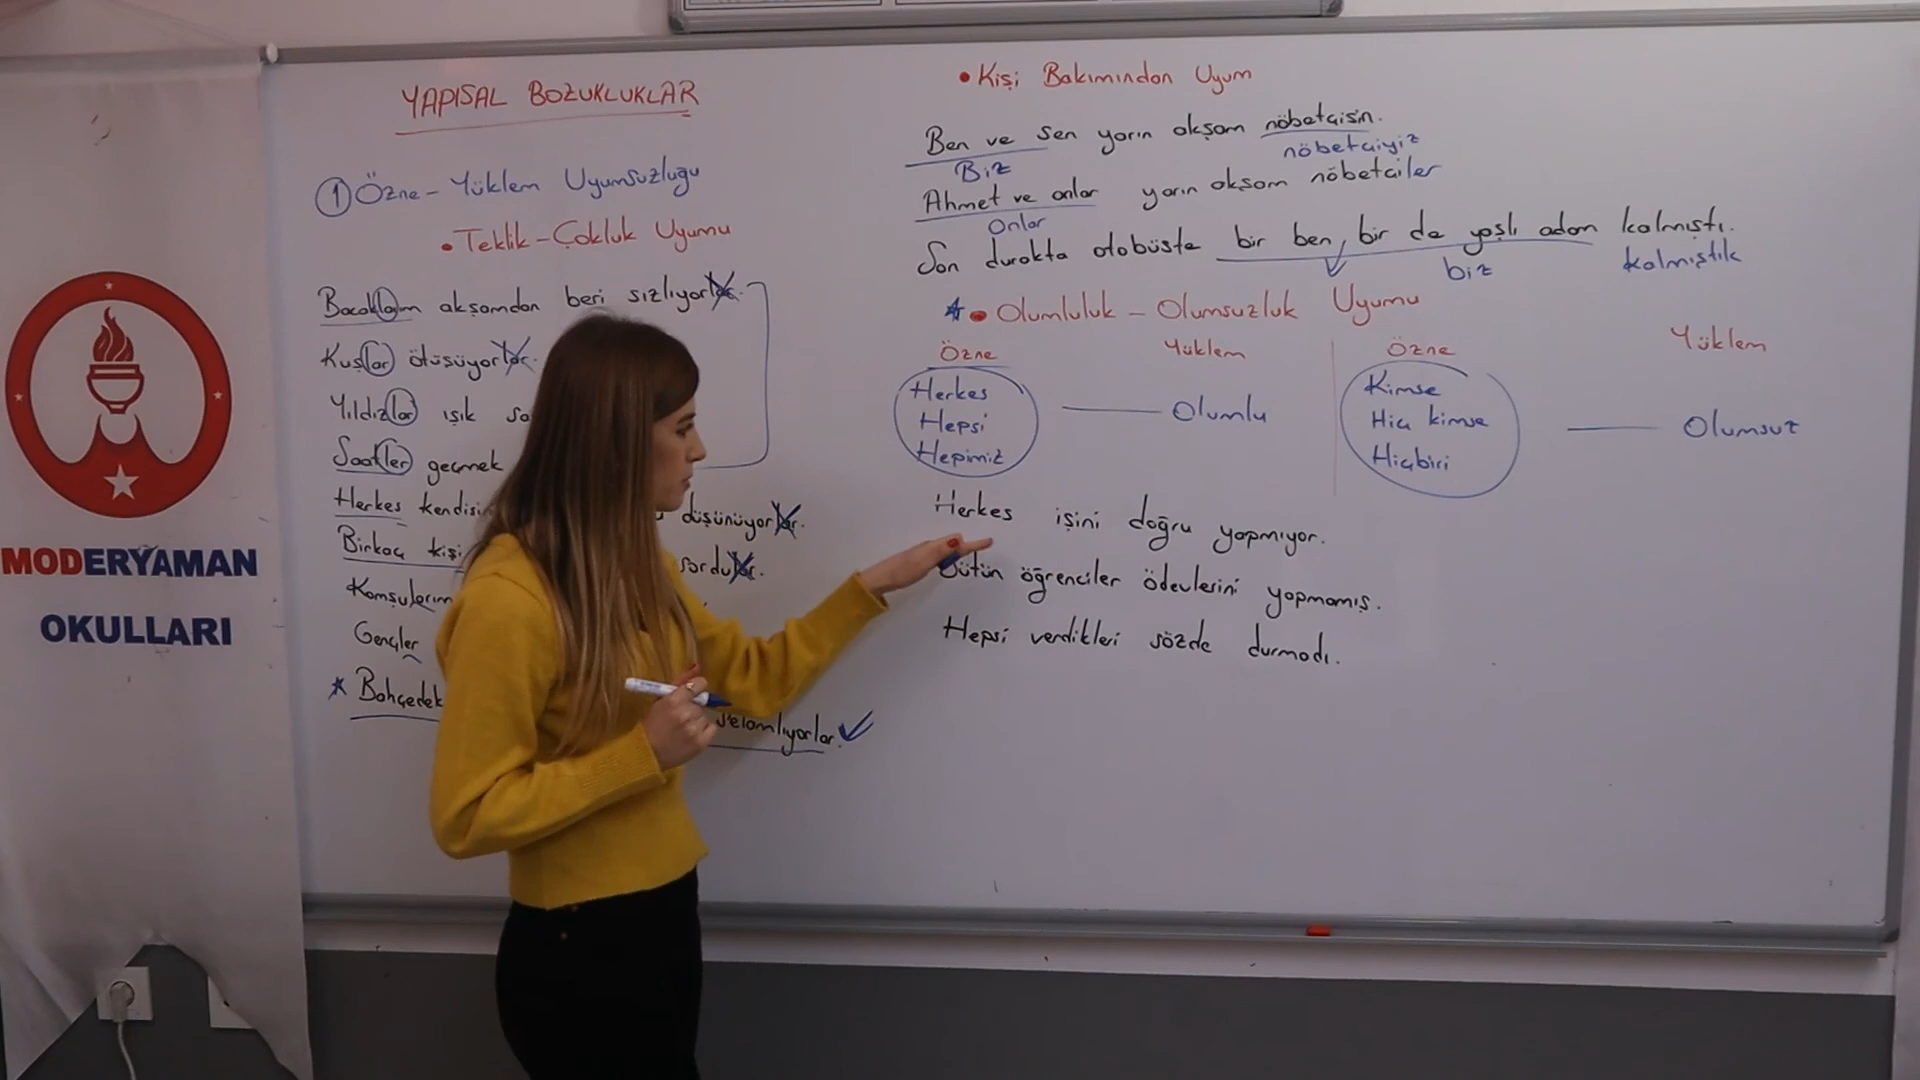 MODERYAMAN
OKULLARI
YAPISAL BOZUKLUKLAR
① Özne - Yüklem Uyumsuzluğu
• Teklik - Çokluk Uyumu
Bacaklarım akşamdan beri sızlıyorlar.
Kuşlar ötüşüyorlar.
Yıldızlar ışık
Saatler geçmek
Herkes düşünüyorlar.
Birkaç kişi sordular.
Komşularım
Gençler
* selamlıyorlar. ✓
• Kişi Bakımından Uyum
Ben ve sen yarın akşam nöbetçisin.
Biz nöbetçiyiz
Ahmet ve onlar yarın akşam nöbetciler
Onlar
Son durakta otobüste bir ben, bir de yaşlı adam kalmıştı.
biz kalmıştık
* • Olumluluk - Olumsuzluk Uyumu
Özne Yüklem Özne Yüklem
Herkes Kimse
Hepsi — Olumlu Hiç kimse — Olumsuz
Hepimiz Hiçbiri
Herkes işini doğru yapmıyor.
Bütün öğrenciler ödevlerini yapmamış.
Hepsi verdikleri sözde durmadı.